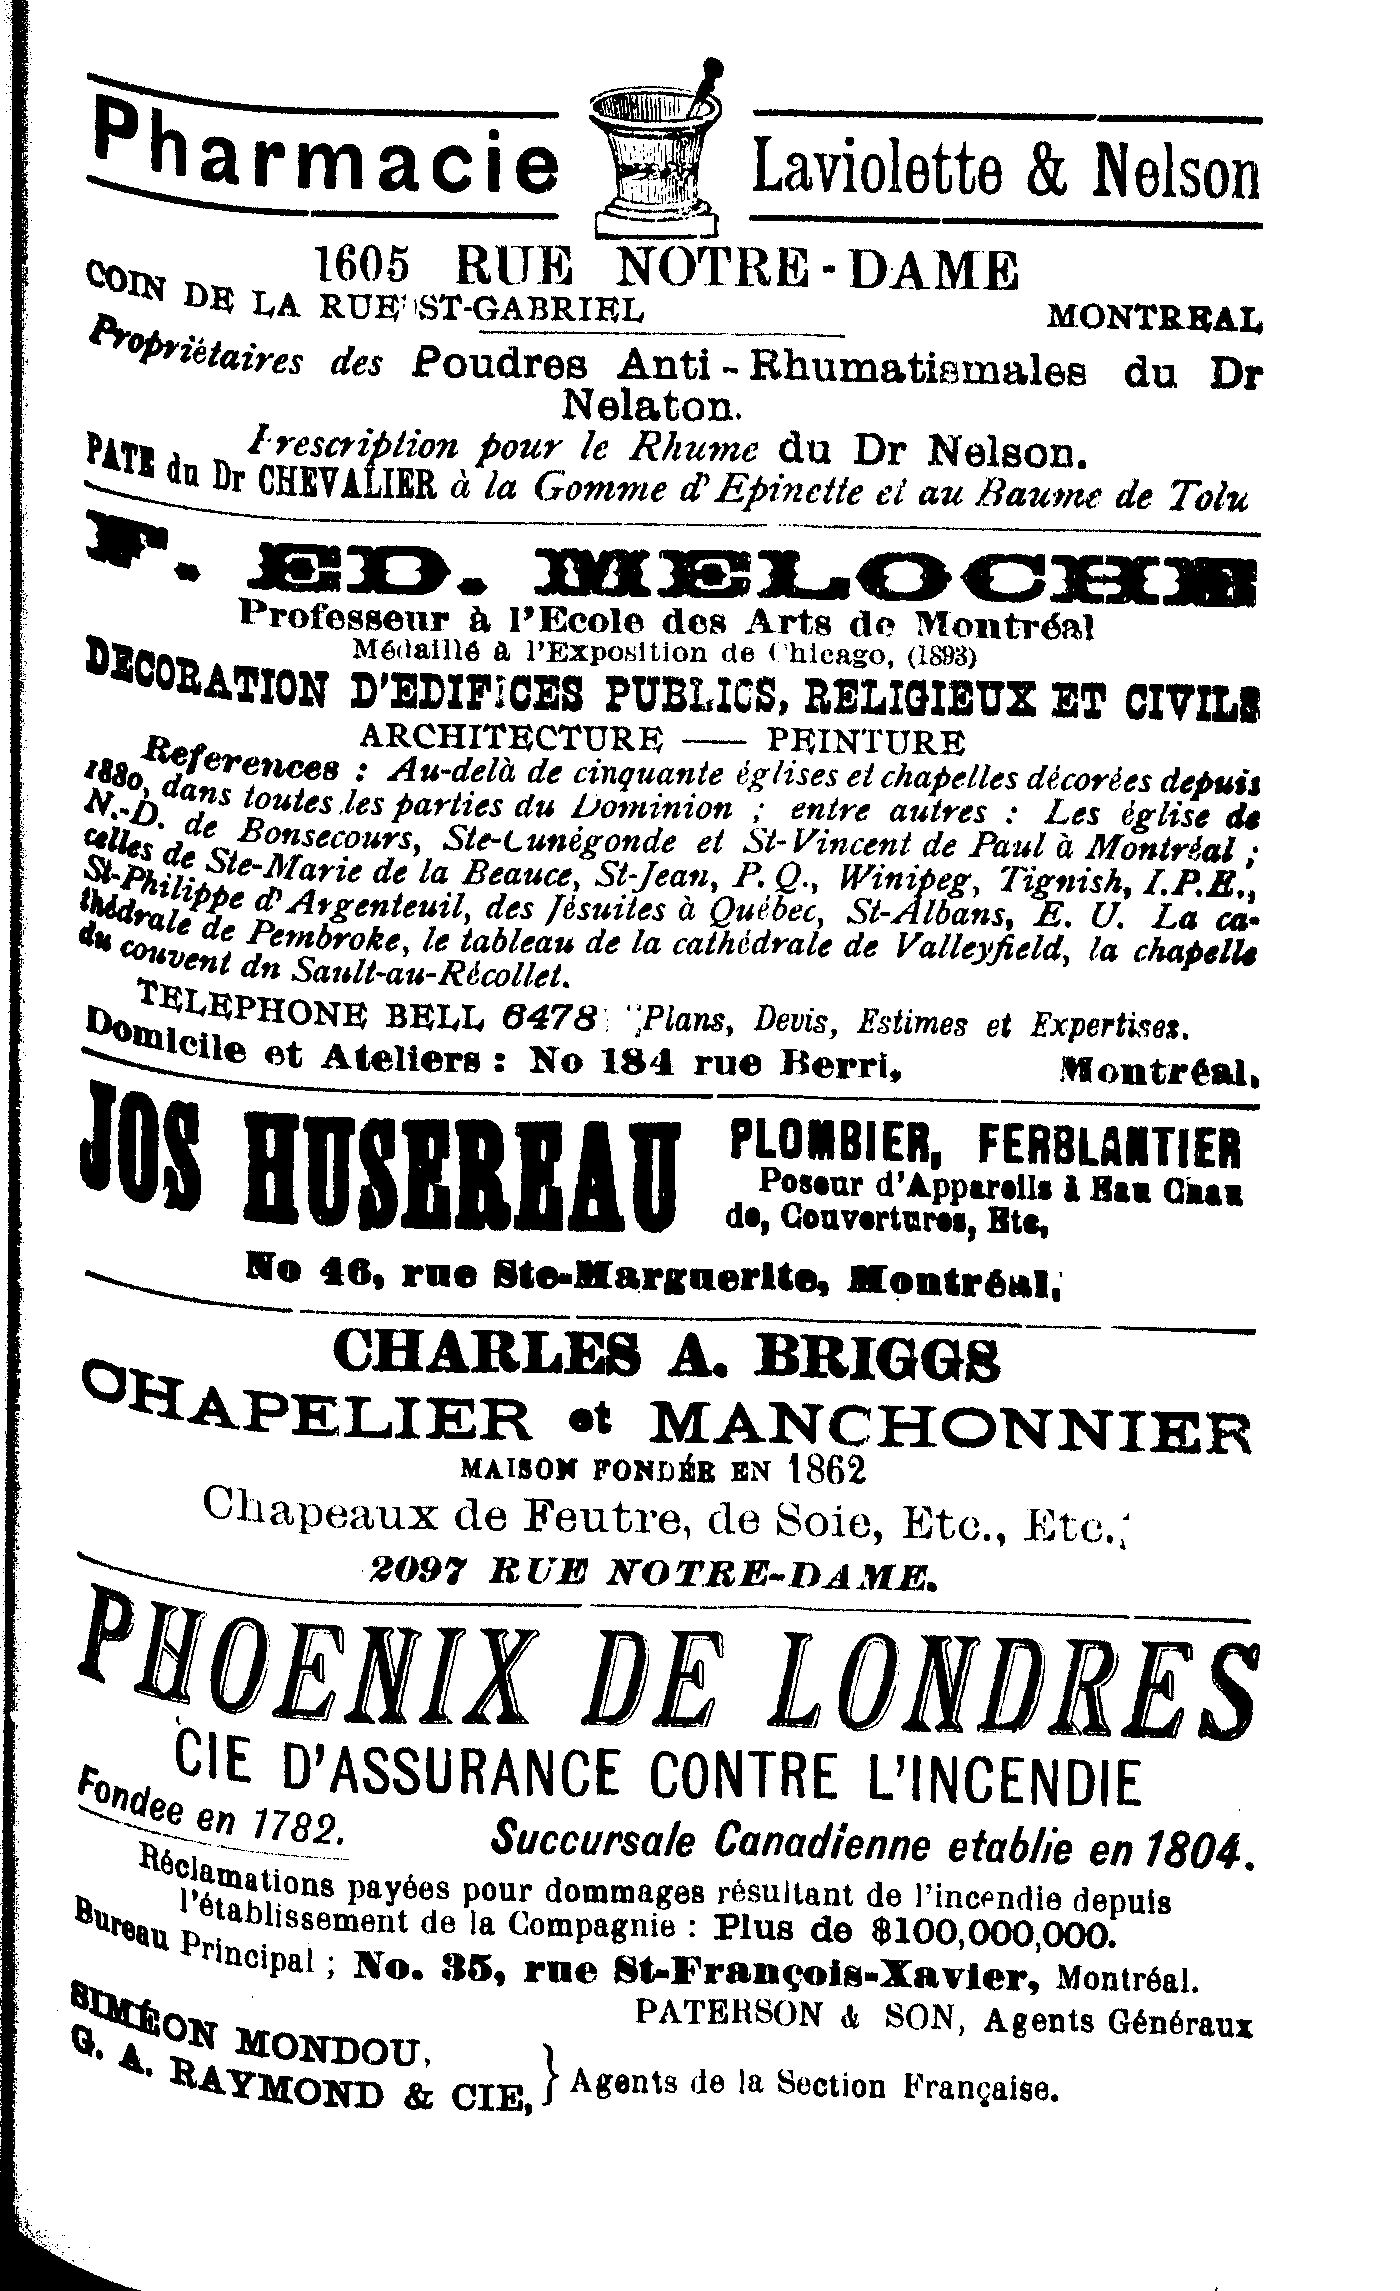 Pharmacie Laviolette & Nelson
1605 RUE NOTRE-DAME
COIN DE LA RUE ST-GABRIEL MONTREAL
Propriétaires des Poudres Anti-Rhumatismales du Dr
Nelaton.
Prescription pour le Rhume du Dr Nelson.
PATE du Dr CHEVALIER à la Gomme d'Epinette et au Baume de Tolu
F. ED. MELOCHE
Professeur à l'Ecole des Arts de Montréal
Médaillé à l'Exposition de Chicago, (1893)
DECORATION D'EDIFICES PUBLICS, RELIGIEUX ET CIVILS
ARCHITECTURE — PEINTURE
References : Au-delà de cinquante églises et chapelles décorées depuis
1880, dans toutes les parties du Dominion ; entre autres : Les église de
N.-D. de Bonsecours, Ste-Cunégonde et St-Vincent de Paul à Montréal ;
celles de Ste-Marie de la Beauce, St-Jean, P. Q., Winipeg, Tignish, I.P.E.,
St-Philippe d'Argenteuil, des Jésuites à Québec, St-Albans, E. U. La ca-
thédrale de Pembroke, le tableau de la cathédrale de Valleyfield, la chapelle
du couvent dn Sault-au-Récollet.
TELEPHONE BELL 6478 Plans, Devis, Estimes et Expertises.
Domicile et Ateliers : No 184 rue Berri, Montréal.
JOS HUSEREAU PLOMBIER, FERBLANTIER
Poseur d'Appareils à Eau Chau
de, Couvertures, Etc,
No 46, rue Ste-Marguerite, Montréal.
CHARLES A. BRIGGS
CHAPELIER et MANCHONNIER
MAISON FONDÉE EN 1862
Chapeaux de Feutre, de Soie, Etc., Etc.,
2097 RUE NOTRE-DAME.
PHOENIX DE LONDRES
CIE D'ASSURANCE CONTRE L'INCENDIE
Fondee en 1782. Succursale Canadienne etablie en 1804.
Réclamations payées pour dommages résultant de l'incendie depuis
l'établissement de la Compagnie : Plus de $100,000,000.
Bureau Principal ; No. 35, rue St-François-Xavier, Montréal.
PATERSON & SON, Agents Généraux
SIMÉON MONDOU,
G. A. RAYMOND & CIE, } Agents de la Section Française.